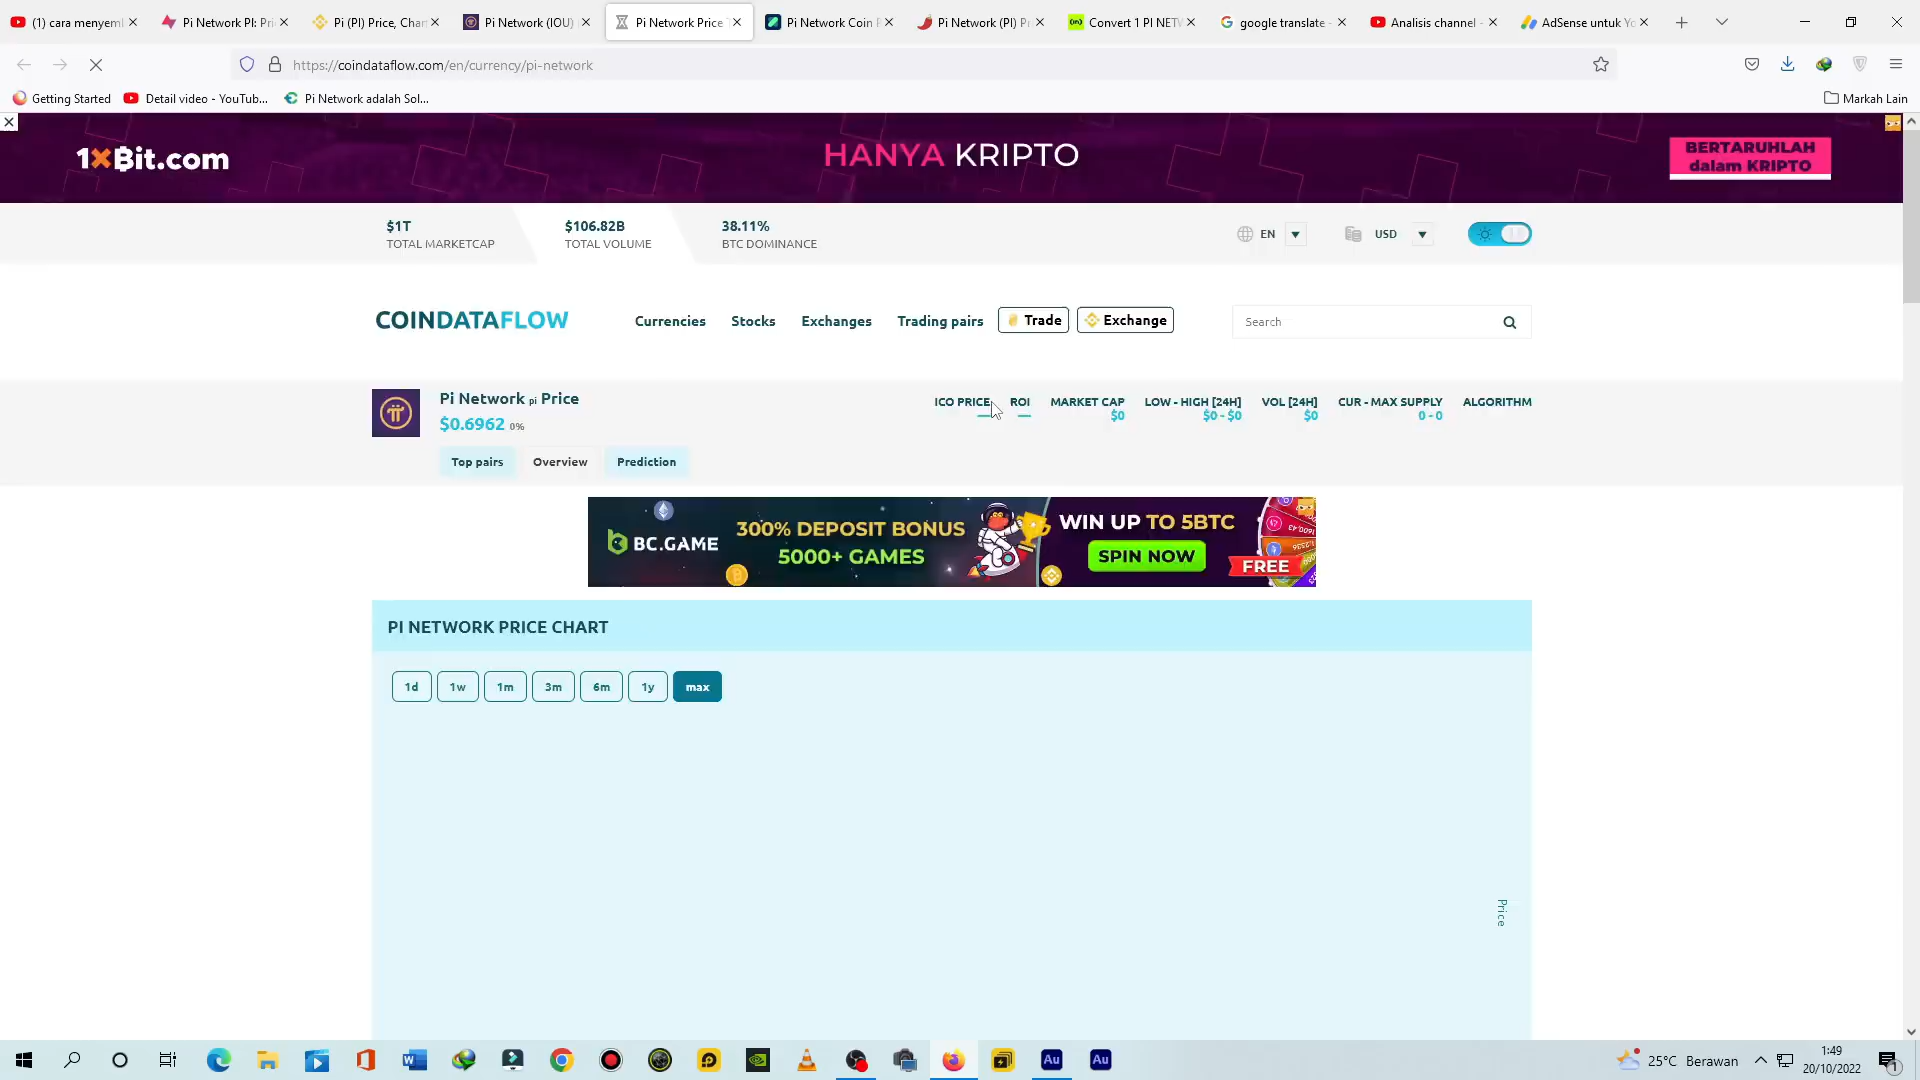 (1) cara menyeml
Pi Network PI: Pri
Pi (PI) Price, Char
Pi Network (IOU)
Pi Network Price
Pi Network Coin P
Pi Network (PI) Pr
Convert 1 PI NETW
google translate -
Analisis channel -
AdSense untuk Yo
https://coindataflow.com/en/currency/pi-network
Getting Started
Detail video - YouTub...
Pi Network adalah Sol...
Markah Lain
1xBit.com
HANYA KRIPTO
BERTARUHLAH
dalam KRIPTO
$1T
TOTAL MARKETCAP
$106.82B
TOTAL VOLUME
38.11%
BTC DOMINANCE
EN
USD
COINDATAFLOW
Currencies
Stocks
Exchanges
Trading pairs
Trade
Exchange
Search
Pi Network pi Price
$0.6962 0%
ICO PRICE
—
ROI
—
MARKET CAP
$0
LOW - HIGH [24H]
$0 - $0
VOL [24H]
$0
CUR - MAX SUPPLY
0 - 0
ALGORITHM
Top pairs
Overview
Prediction
BC.GAME
300% DEPOSIT BONUS
5000+ GAMES
WIN UP TO 5BTC
SPIN NOW
FREE
PI NETWORK PRICE CHART
1d
1w
1m
3m
6m
1y
max
Price
25°C Berawan
1:49
20/10/2022